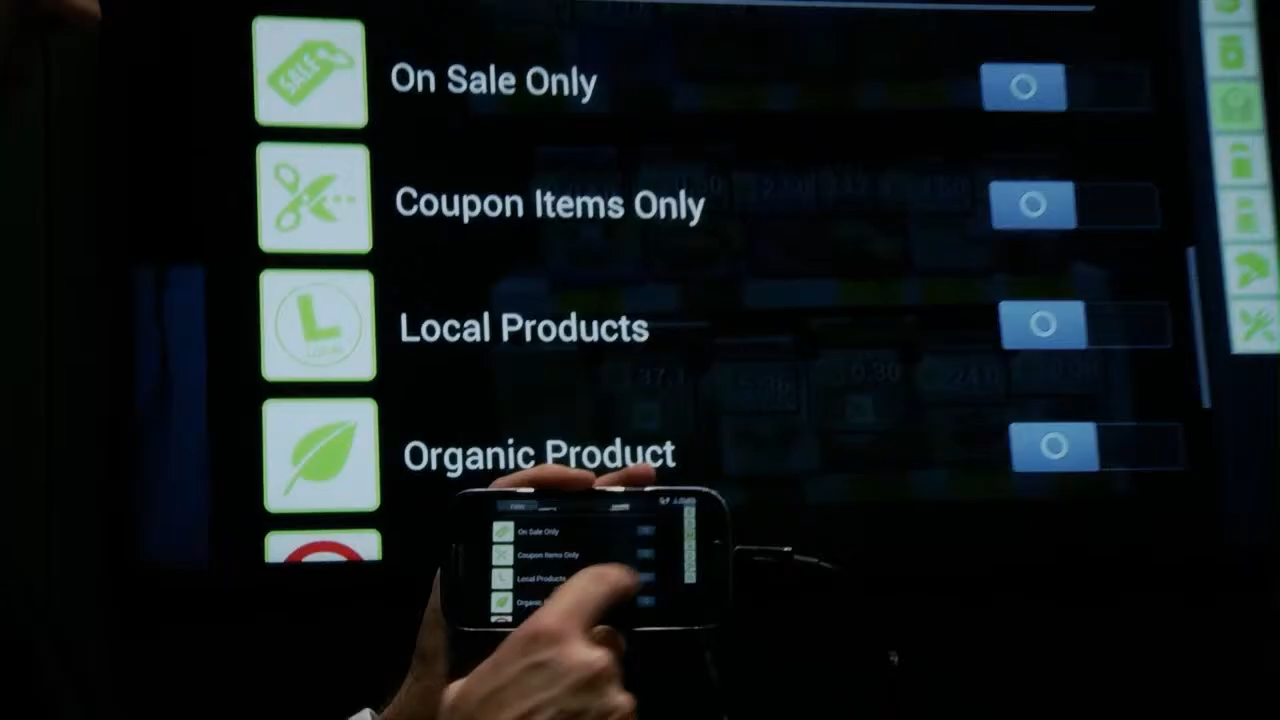 SALE
On Sale Only
Coupon Items Only
L
Local Products
Organic Product
On Sale Only
Coupon Items Only
Local Products